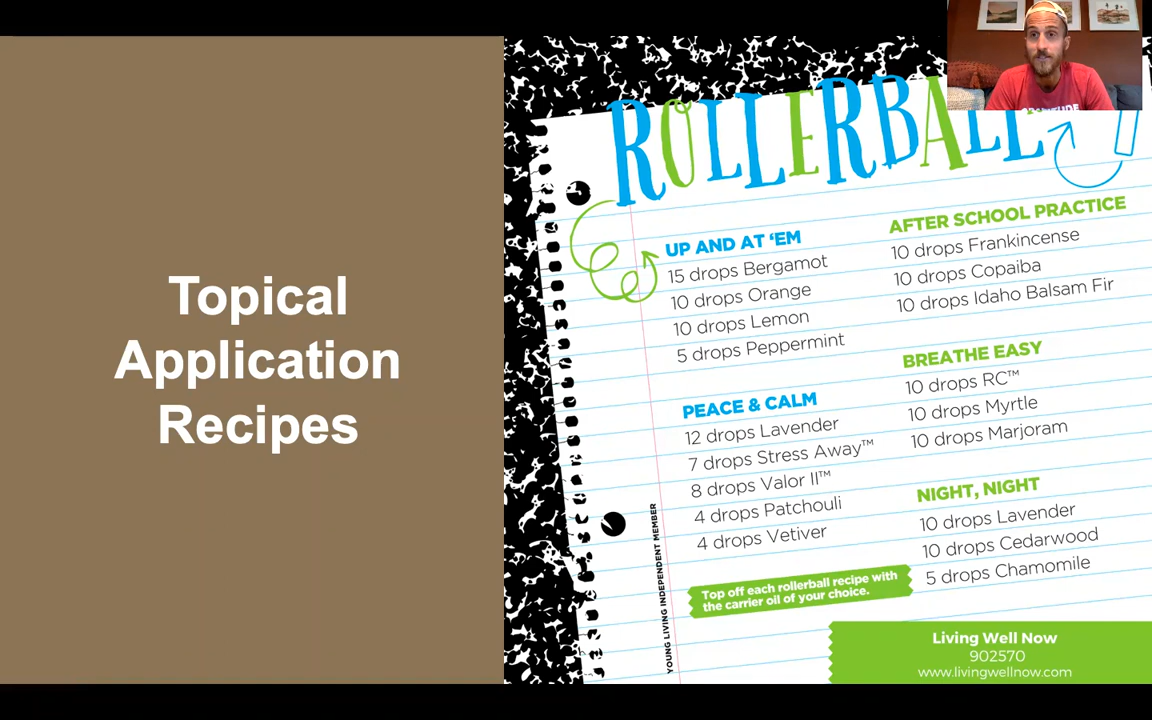 Topical
Application
Recipes
ROLLERBALL
UP AND AT ‘EM
15 drops Bergamot
10 drops Orange
10 drops Lemon
5 drops Peppermint
PEACE & CALM
12 drops Lavender
7 drops Stress Away™
8 drops Valor II™
4 drops Patchouli
4 drops Vetiver
AFTER SCHOOL PRACTICE
10 drops Frankincense
10 drops Copaiba
10 drops Idaho Balsam Fir
BREATHE EASY
10 drops RC™
10 drops Myrtle
10 drops Marjoram
NIGHT, NIGHT
10 drops Lavender
10 drops Cedarwood
5 drops Chamomile
Top off each rollerball recipe with
the carrier oil of your choice.
YOUNG LIVING INDEPENDENT MEMBER
Living Well Now
902570
www.livingwellnow.com